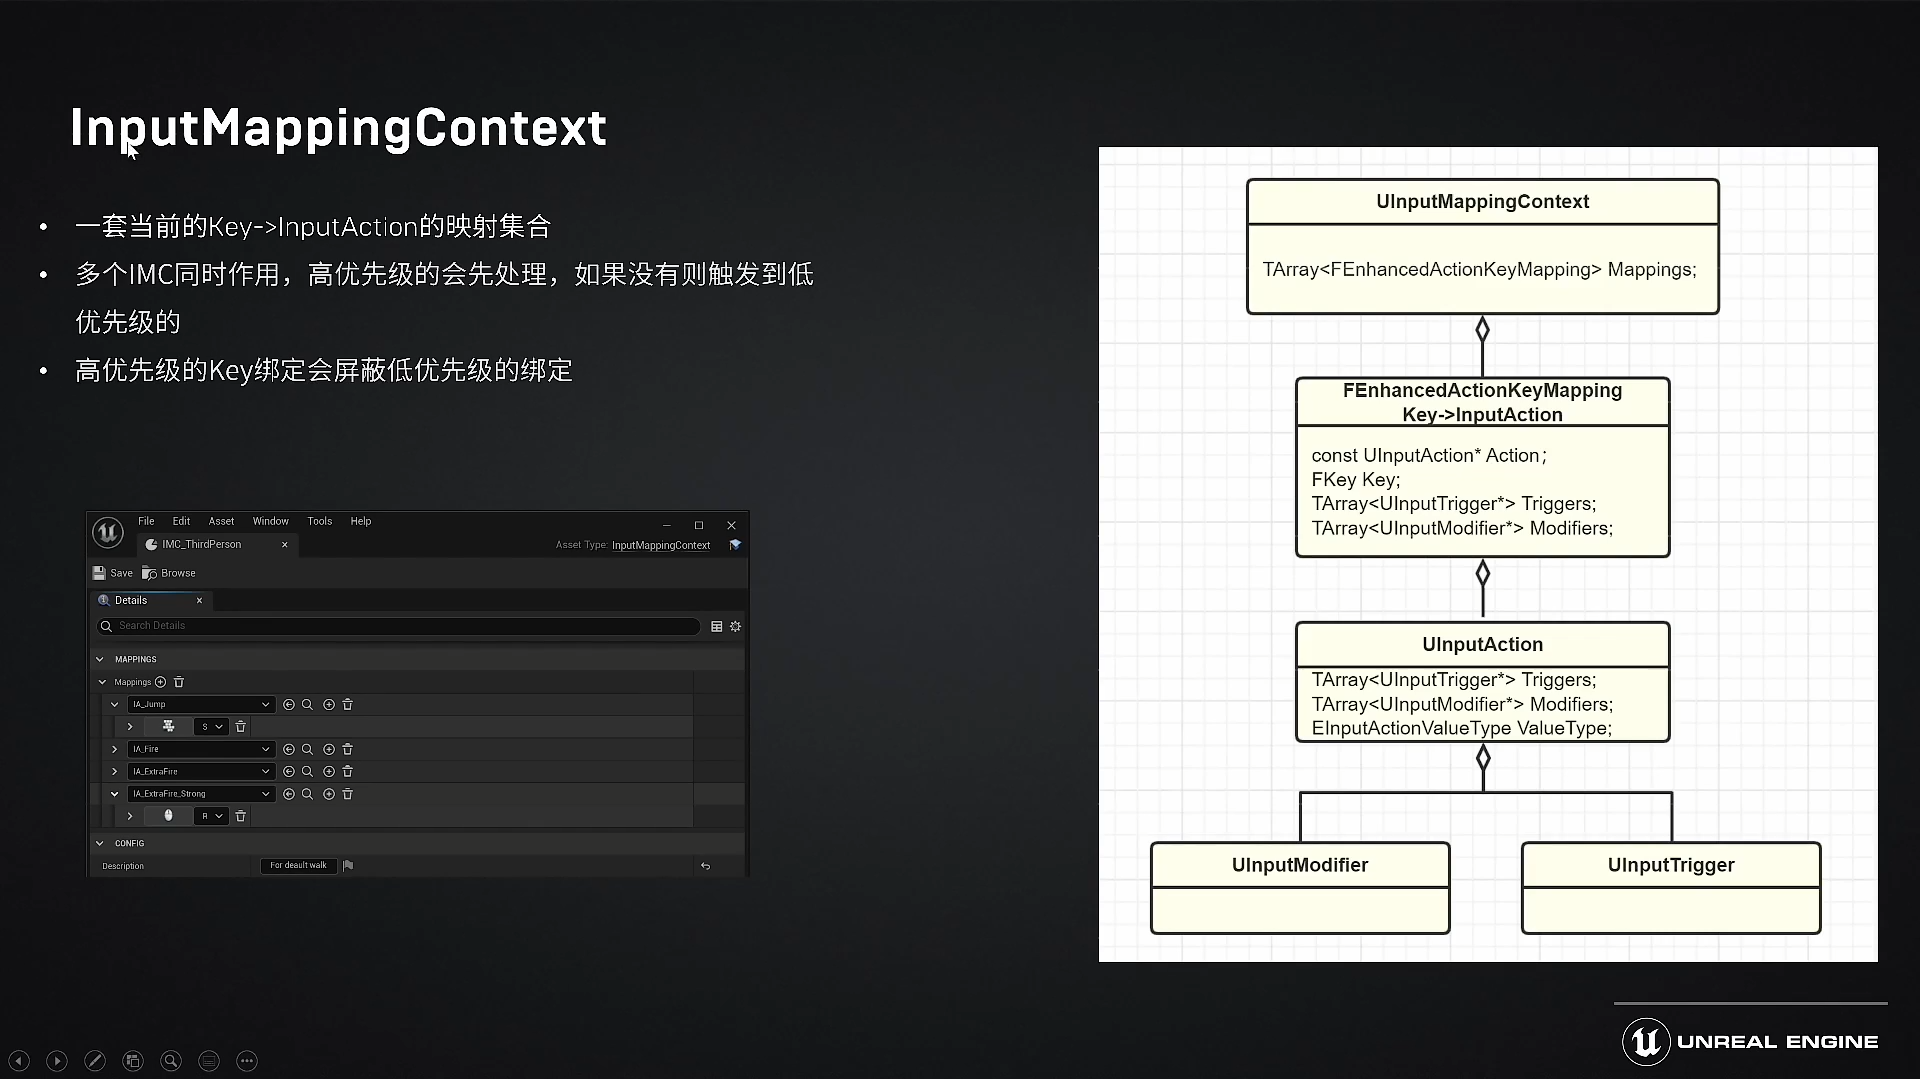 InputMappingContext
• 一套当前的Key->InputAction的映射集合
• 多个IMC同时作用，高优先级的会先处理，如果没有则触发到低
优先级的
• 高优先级的Key绑定会屏蔽低优先级的绑定
File Edit Asset Window Tools Help
IMC_ThirdPerson
Asset Type: InputMappingContext
Save Browse
Details
Search Details
MAPPINGS
Mappings
IA_Jump
S
IA_Fire
IA_ExtraFire
IA_ExtraFire_Strong
R
CONFIG
Description For deault walk
UInputMappingContext
TArray<FEnhancedActionKeyMapping> Mappings;
FEnhancedActionKeyMapping
Key->InputAction
const UInputAction* Action;
FKey Key;
TArray<UInputTrigger*> Triggers;
TArray<UInputModifier*> Modifiers;
UInputAction
TArray<UInputTrigger*> Triggers;
TArray<UInputModifier*> Modifiers;
EInputActionValueType ValueType;
UInputModifier
UInputTrigger
UNREAL ENGINE